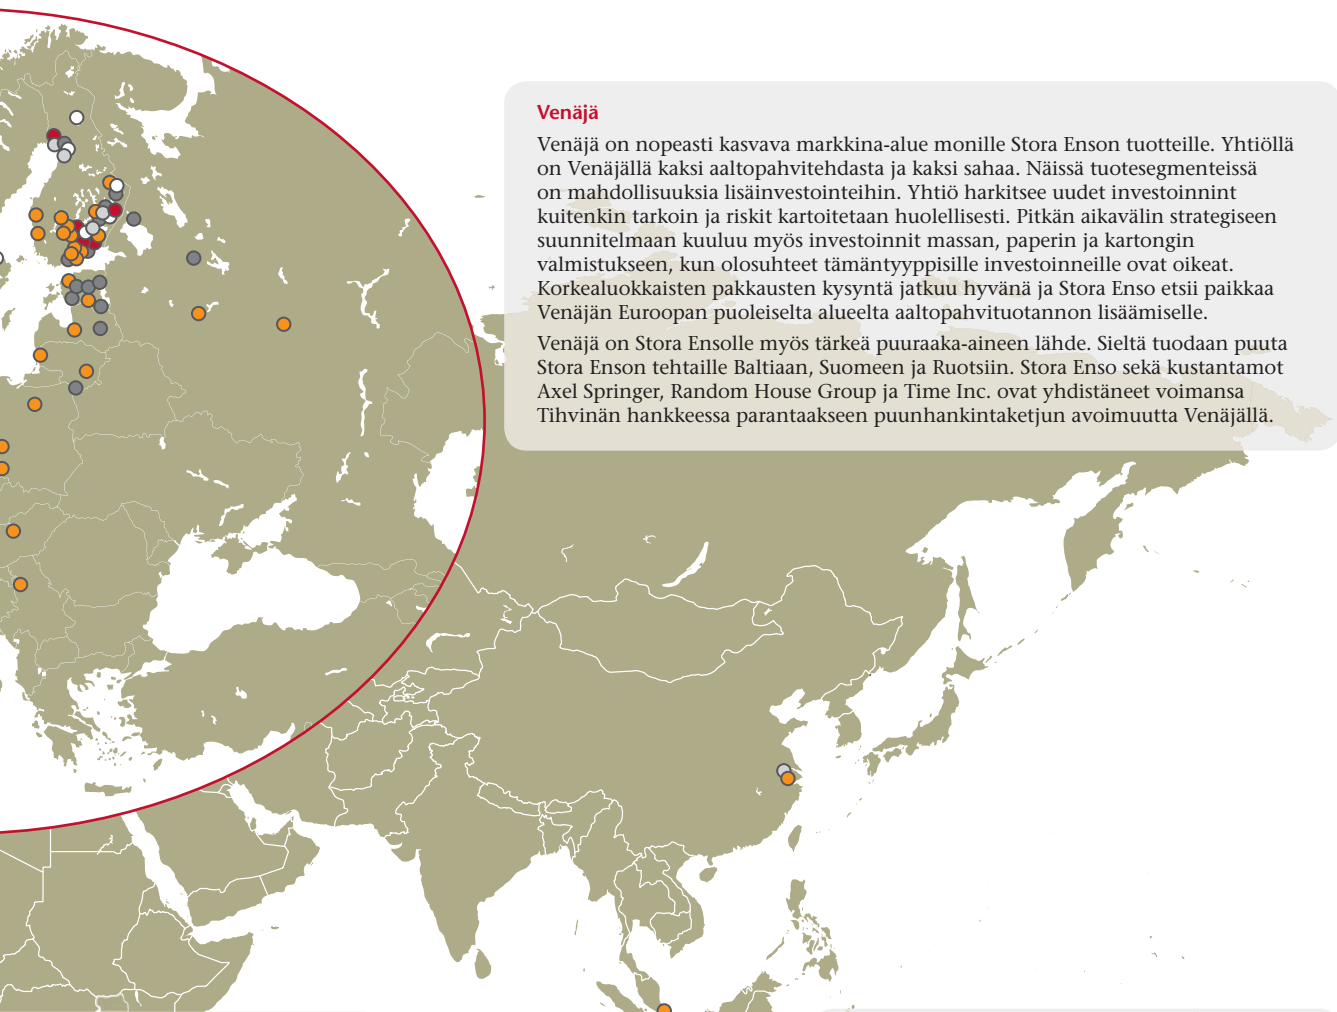 Venäjä
Venäjä on nopeasti kasvava markkina-alue monille Stora Enson tuotteille. Yhtiöllä
on Venäjällä kaksi aaltopahvitehdasta ja kaksi sahaa. Näissä tuotesegmenteissä
on mahdollisuuksia lisäinvestointeihin. Yhtiö harkitsee uudet investoinnint
kuitenkin tarkoin ja riskit kartoitetaan huolellisesti. Pitkän aikavälin strategiseen
suunnitelmaan kuuluu myös investoinnit massan, paperin ja kartongin
valmistukseen, kun olosuhteet tämäntyyppisille investoinneille ovat oikeat.
Korkealuokkaisten pakkausten kysyntä jatkuu hyvänä ja Stora Enso etsii paikkaa
Venäjän Euroopan puoleiselta alueelta aaltopahvituotannon lisäämiselle.
Venäjä on Stora Ensolle myös tärkeä puuraaka-aineen lähde. Sieltä tuodaan puuta
Stora Enson tehtaille Baltiaan, Suomeen ja Ruotsiin. Stora Enso sekä kustantamot
Axel Springer, Random House Group ja Time Inc. ovat yhdistäneet voimansa
Tihvinän hankkeessa parantaakseen puunhankintaketjun avoimuutta Venäjällä.